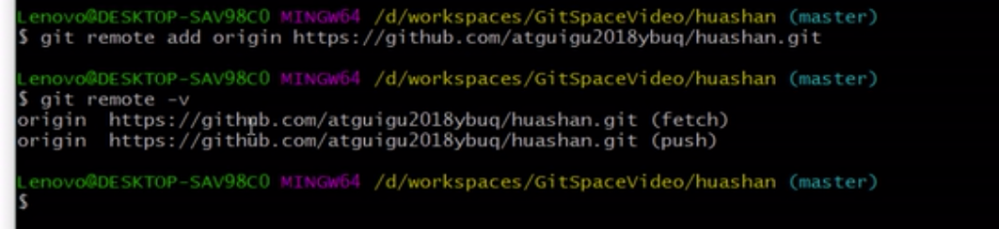 Lenovo@DESKTOP-SAV98C0 MINGW64 /d/workspaces/GitSpaceVideo/huashan (master)
$ git remote add origin https://github.com/atguigu2018ybuq/huashan.git
Lenovo@DESKTOP-SAV98C0 MINGW64 /d/workspaces/GitSpaceVideo/huashan (master)
$ git remote -v
origin  https://github.com/atguigu2018ybuq/huashan.git (fetch)
origin  https://github.com/atguigu2018ybuq/huashan.git (push)
Lenovo@DESKTOP-SAV98C0 MINGW64 /d/workspaces/GitSpaceVideo/huashan (master)
$